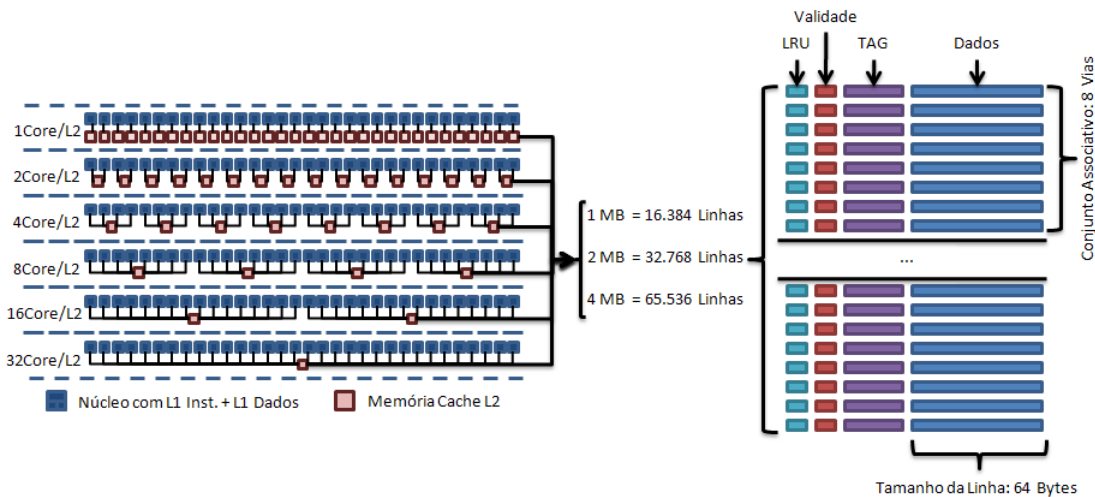 Validade
LRU
TAG
Dados
1Core/L2
2Core/L2
4Core/L2
8Core/L2
16Core/L2
32Core/L2
Núcleo com L1 Inst. + L1 Dados
Memória Cache L2
1 MB = 16.384 Linhas
2 MB = 32.768 Linhas
4 MB = 65.536 Linhas
...
Conjunto Associativo: 8 Vias
Tamanho da Linha: 64 Bytes